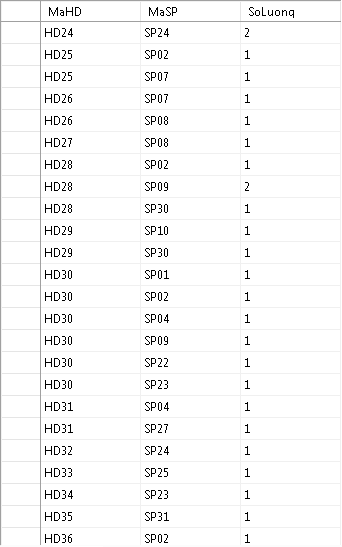 MaHD MaSP SoLuong
HD24 SP24 2
HD25 SP02 1
HD25 SP07 1
HD26 SP07 1
HD26 SP08 1
HD27 SP08 1
HD28 SP02 1
HD28 SP09 2
HD28 SP30 1
HD29 SP10 1
HD29 SP30 1
HD30 SP01 1
HD30 SP02 1
HD30 SP04 1
HD30 SP09 1
HD30 SP22 1
HD30 SP23 1
HD31 SP04 1
HD31 SP27 1
HD32 SP24 1
HD33 SP25 1
HD34 SP23 1
HD35 SP31 1
HD36 SP02 1